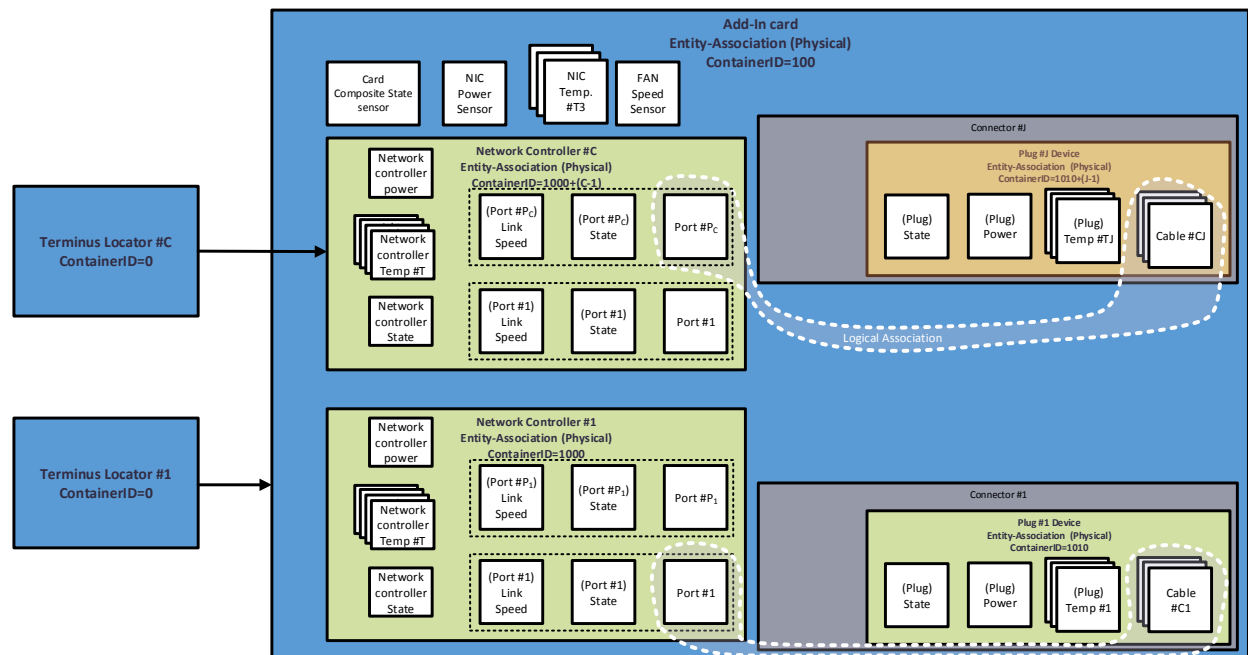 Add-In card
Entity-Association (Physical)
ContainerID=100
Card
Composite State
sensor
NIC
Power
Sensor
NIC
Temp.
#T3
FAN
Speed
Sensor
Terminus Locator #C
ContainerID=0
Network Controller #C
Entity-Association (Physical)
ContainerID=1000+(C-1)
Network
controller
power
Network
controller
Temp #T
Network
controller
State
(Port #PC)
Link
Speed
(Port #PC)
State
Port #PC
(Port #1)
Link
Speed
(Port #1)
State
Port #1
Connector #J
Plug #J Device
Entity-Association (Physical)
ContainerID=1010+(J-1)
(Plug)
State
(Plug)
Power
(Plug)
Temp #TJ
Cable #CJ
Logical Association
Terminus Locator #1
ContainerID=0
Network Controller #1
Entity-Association (Physical)
ContainerID=1000
Network
controller
power
Network
controller
Temp #T
Network
controller
State
(Port #P1)
Link
Speed
(Port #P1)
State
Port #P1
(Port #1)
Link
Speed
(Port #1)
State
Port #1
Connector #1
Plug #1 Device
Entity-Association (Physical)
ContainerID=1010
(Plug)
State
(Plug)
Power
(Plug)
Temp #1
Cable
#C1